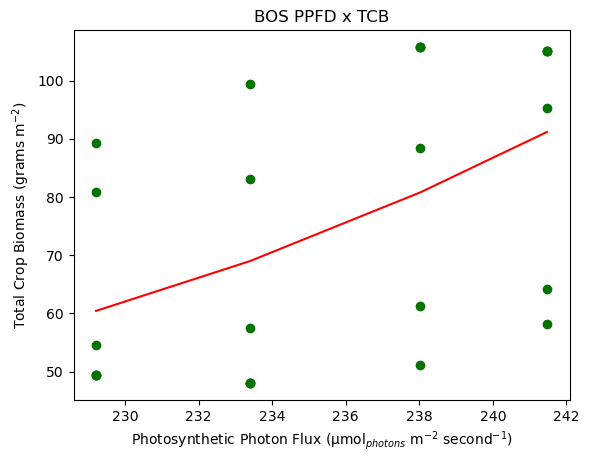 BOS PPFD x TCB
Total Crop Biomass (grams m⁻²)
100
90
80
70
60
50
230 232 234 236 238 240 242
Photosynthetic Photon Flux (μmolₚₕₒₜₒₙₛ m⁻² second⁻¹)